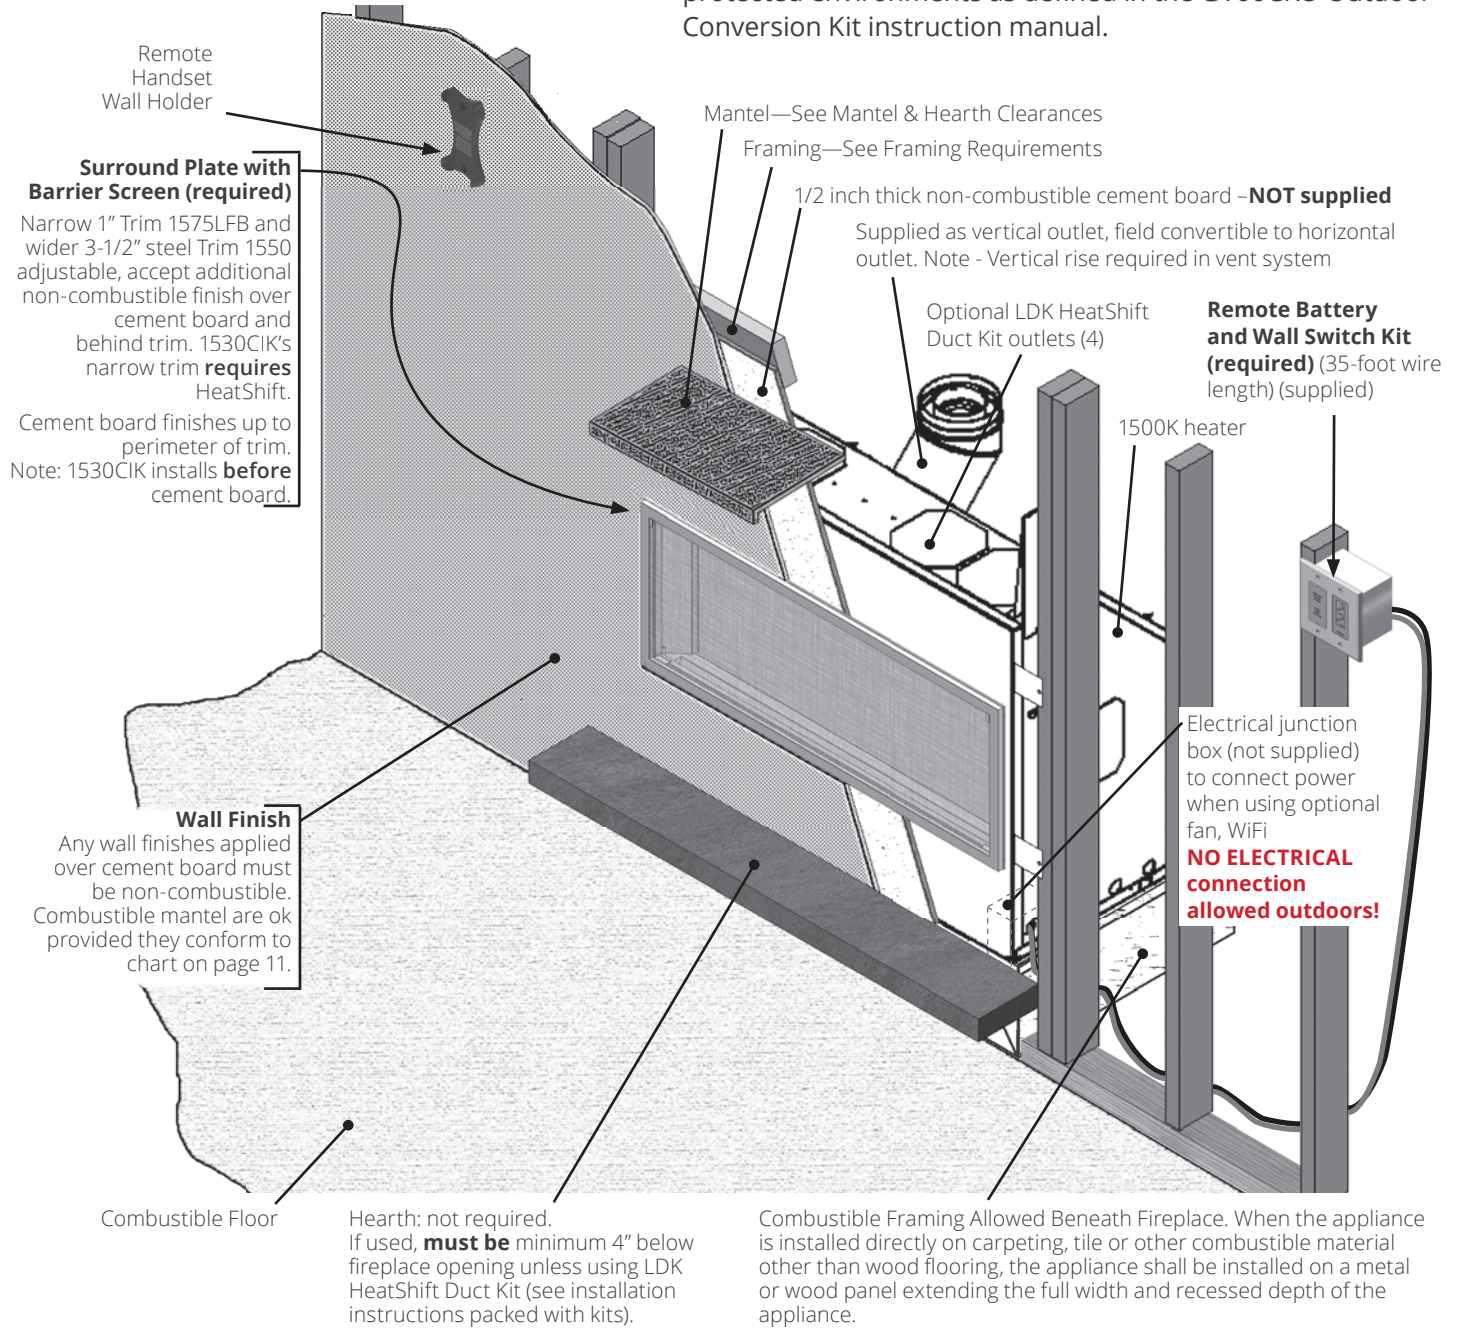 Conversion Kit instruction manual.
Remote
Handset
Wall Holder
Mantel—See Mantel & Hearth Clearances
Framing—See Framing Requirements
1/2 inch thick non-combustible cement board –NOT supplied
Supplied as vertical outlet, field convertible to horizontal
outlet. Note - Vertical rise required in vent system
Optional LDK HeatShift
Duct Kit outlets (4)
Remote Battery
and Wall Switch Kit
(required) (35-foot wire
length) (supplied)
1500K heater
Surround Plate with
Barrier Screen (required)
Narrow 1” Trim 1575LFB and
wider 3-1/2” steel Trim 1550
adjustable, accept additional
non-combustible finish over
cement board and
behind trim. 1530CIK’s
narrow trim requires
HeatShift.
Cement board finishes up to
perimeter of trim.
Note: 1530CIK installs before
cement board.
Electrical junction
box (not supplied)
to connect power
when using optional
fan, WiFi
NO ELECTRICAL
connection
allowed outdoors!
Wall Finish
Any wall finishes applied
over cement board must
be non-combustible.
Combustible mantel are ok
provided they conform to
chart on page 11.
Combustible Floor
Hearth: not required.
If used, must be minimum 4” below
fireplace opening unless using LDK
HeatShift Duct Kit (see installation
instructions packed with kits).
Combustible Framing Allowed Beneath Fireplace. When the appliance
is installed directly on carpeting, tile or other combustible material
other than wood flooring, the appliance shall be installed on a metal
or wood panel extending the full width and recessed depth of the
appliance.